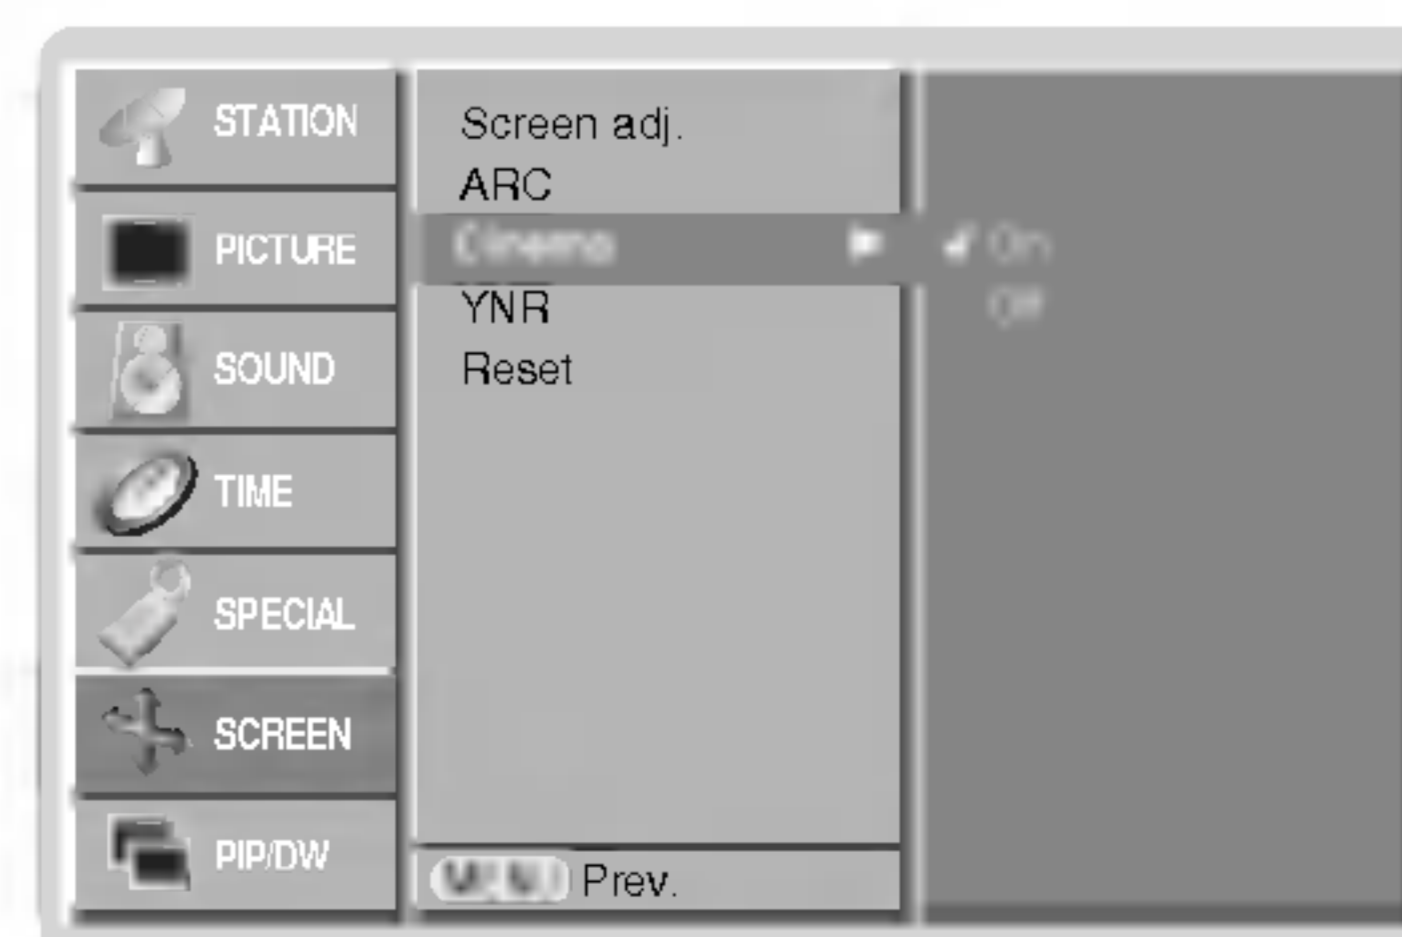 STATION
PICTURE
SOUND
TIME
SPECIAL
SCREEN
PIP/DW
Screen adj.
ARC
Cinema
YNR
Reset
MENU Prev.
On
Off